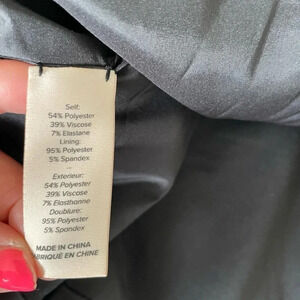 Self:
54% Polyester
39% Viscose
7% Elastane
Lining:
95% Polyester
5% Spandex
--
Exterieur:
54% Polyester
39% Viscose
7% Élasthanne
Doublure:
95% Polyester
5% Spandex
MADE IN CHINA
FABRIQUÉ EN CHINE